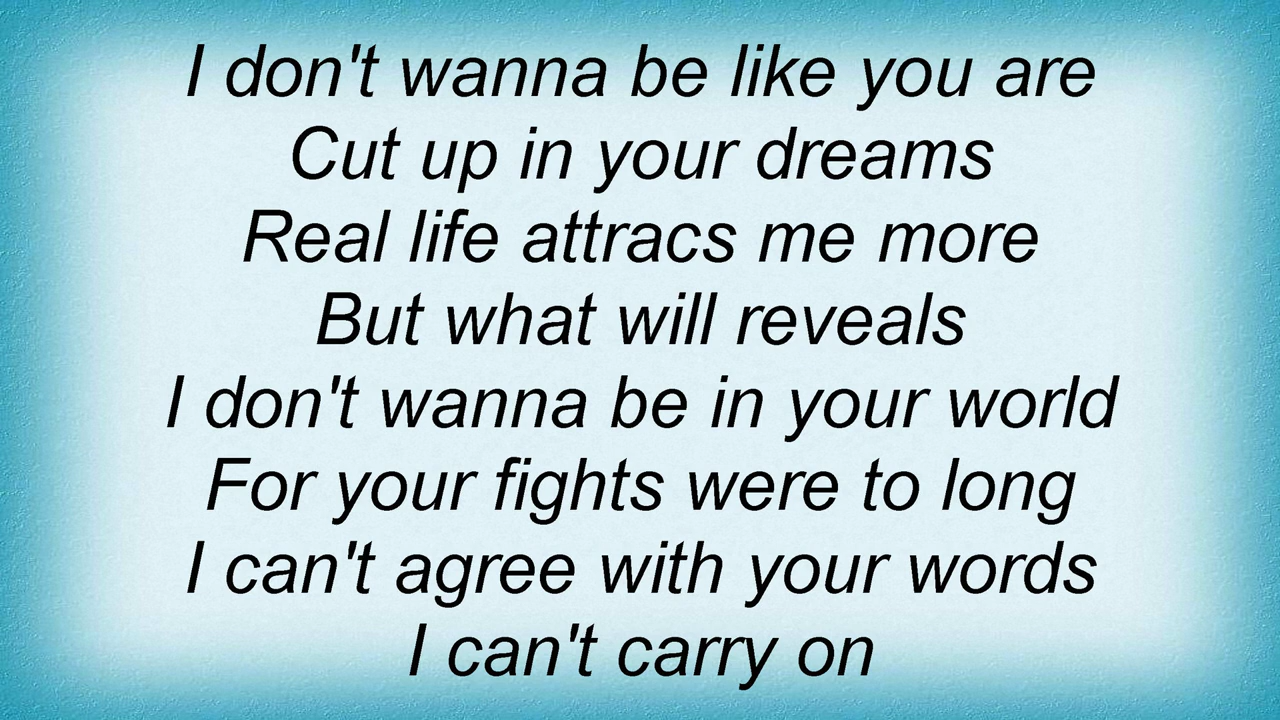 I don't wanna be like you are
Cut up in your dreams
Real life attracs me more
But what will reveals
I don't wanna be in your world
For your fights were to long
I can't agree with your words
I can't carry on